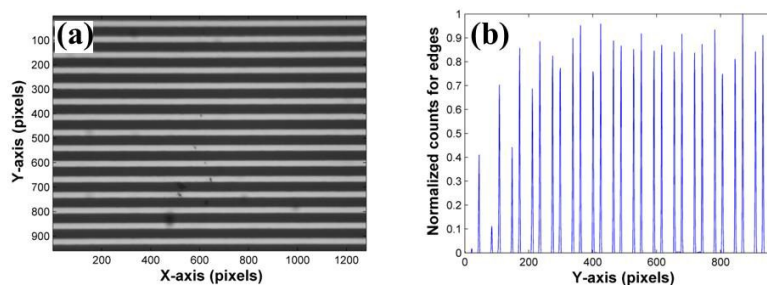 (a)
100
200
300
400
500
600
700
800
900
Y-axis (pixels)
200 400 600 800 1000 1200
X-axis (pixels)
(b)
1
0.9
0.8
0.7
0.6
0.5
0.4
0.3
0.2
0.1
0
Normalized counts for edges
0 200 400 600 800
Y-axis (pixels)